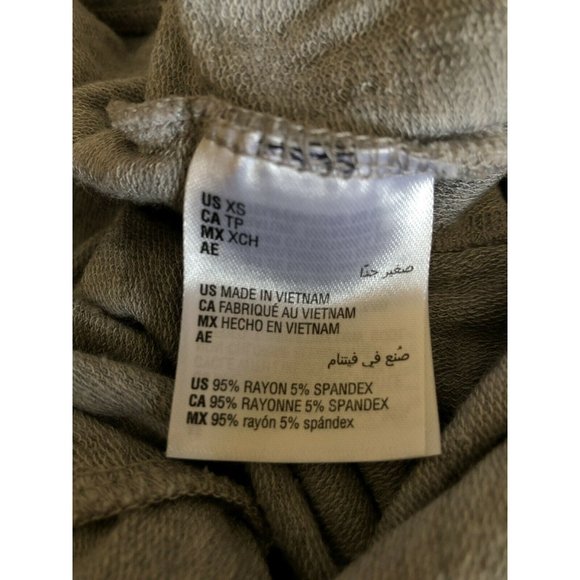 US XS
CA TP
MX XCH
AE
صغير جدًا
US MADE IN VIETNAM
CA FABRIQUÉ AU VIETNAM
MX HECHO EN VIETNAM
AE
صُنع في فيتنام
US 95% RAYON 5% SPANDEX
CA 95% RAYONNE 5% SPANDEX
MX 95% rayón 5% spándex